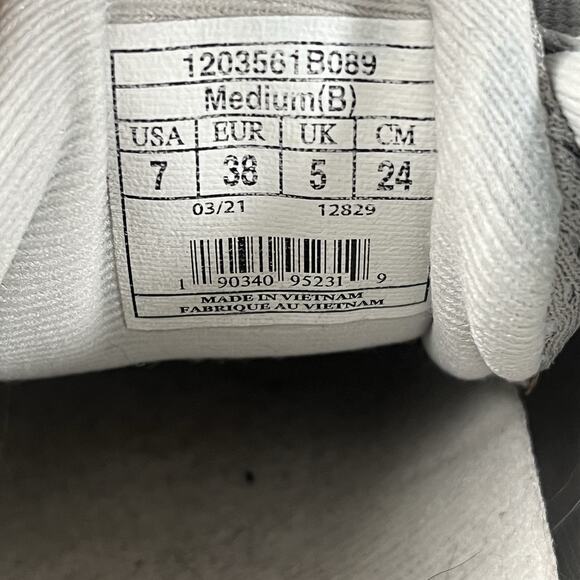 1203561B089
Medium(B)
USA EUR UK CM
7 38 5 24
03/21 12829
1 90340 95231 9
MADE IN VIETNAM
FABRIQUE AU VIETNAM